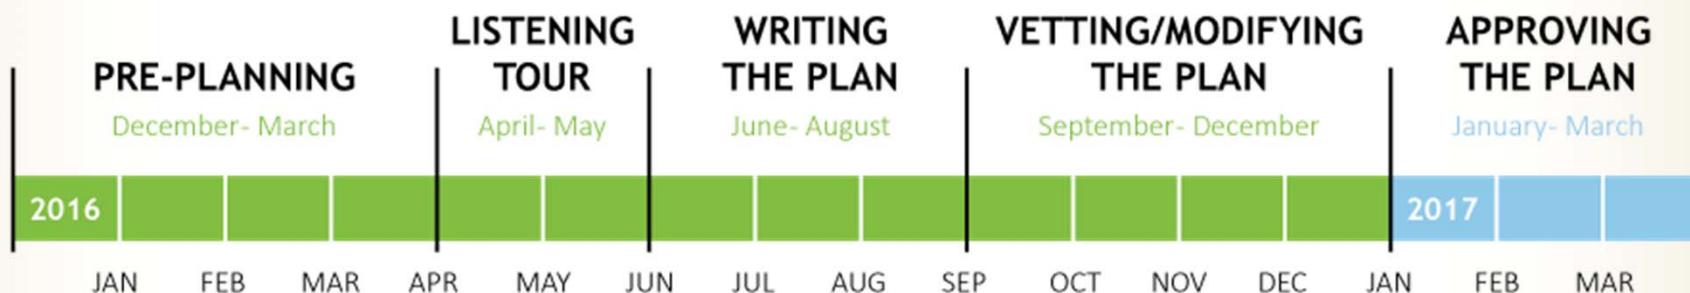 PRE-PLANNING
December- March
LISTENING
TOUR
April- May
WRITING
THE PLAN
June- August
VETTING/MODIFYING
THE PLAN
September- December
APPROVING
THE PLAN
January- March
2016
2017
JAN FEB MAR APR MAY JUN JUL AUG SEP OCT NOV DEC JAN FEB MAR